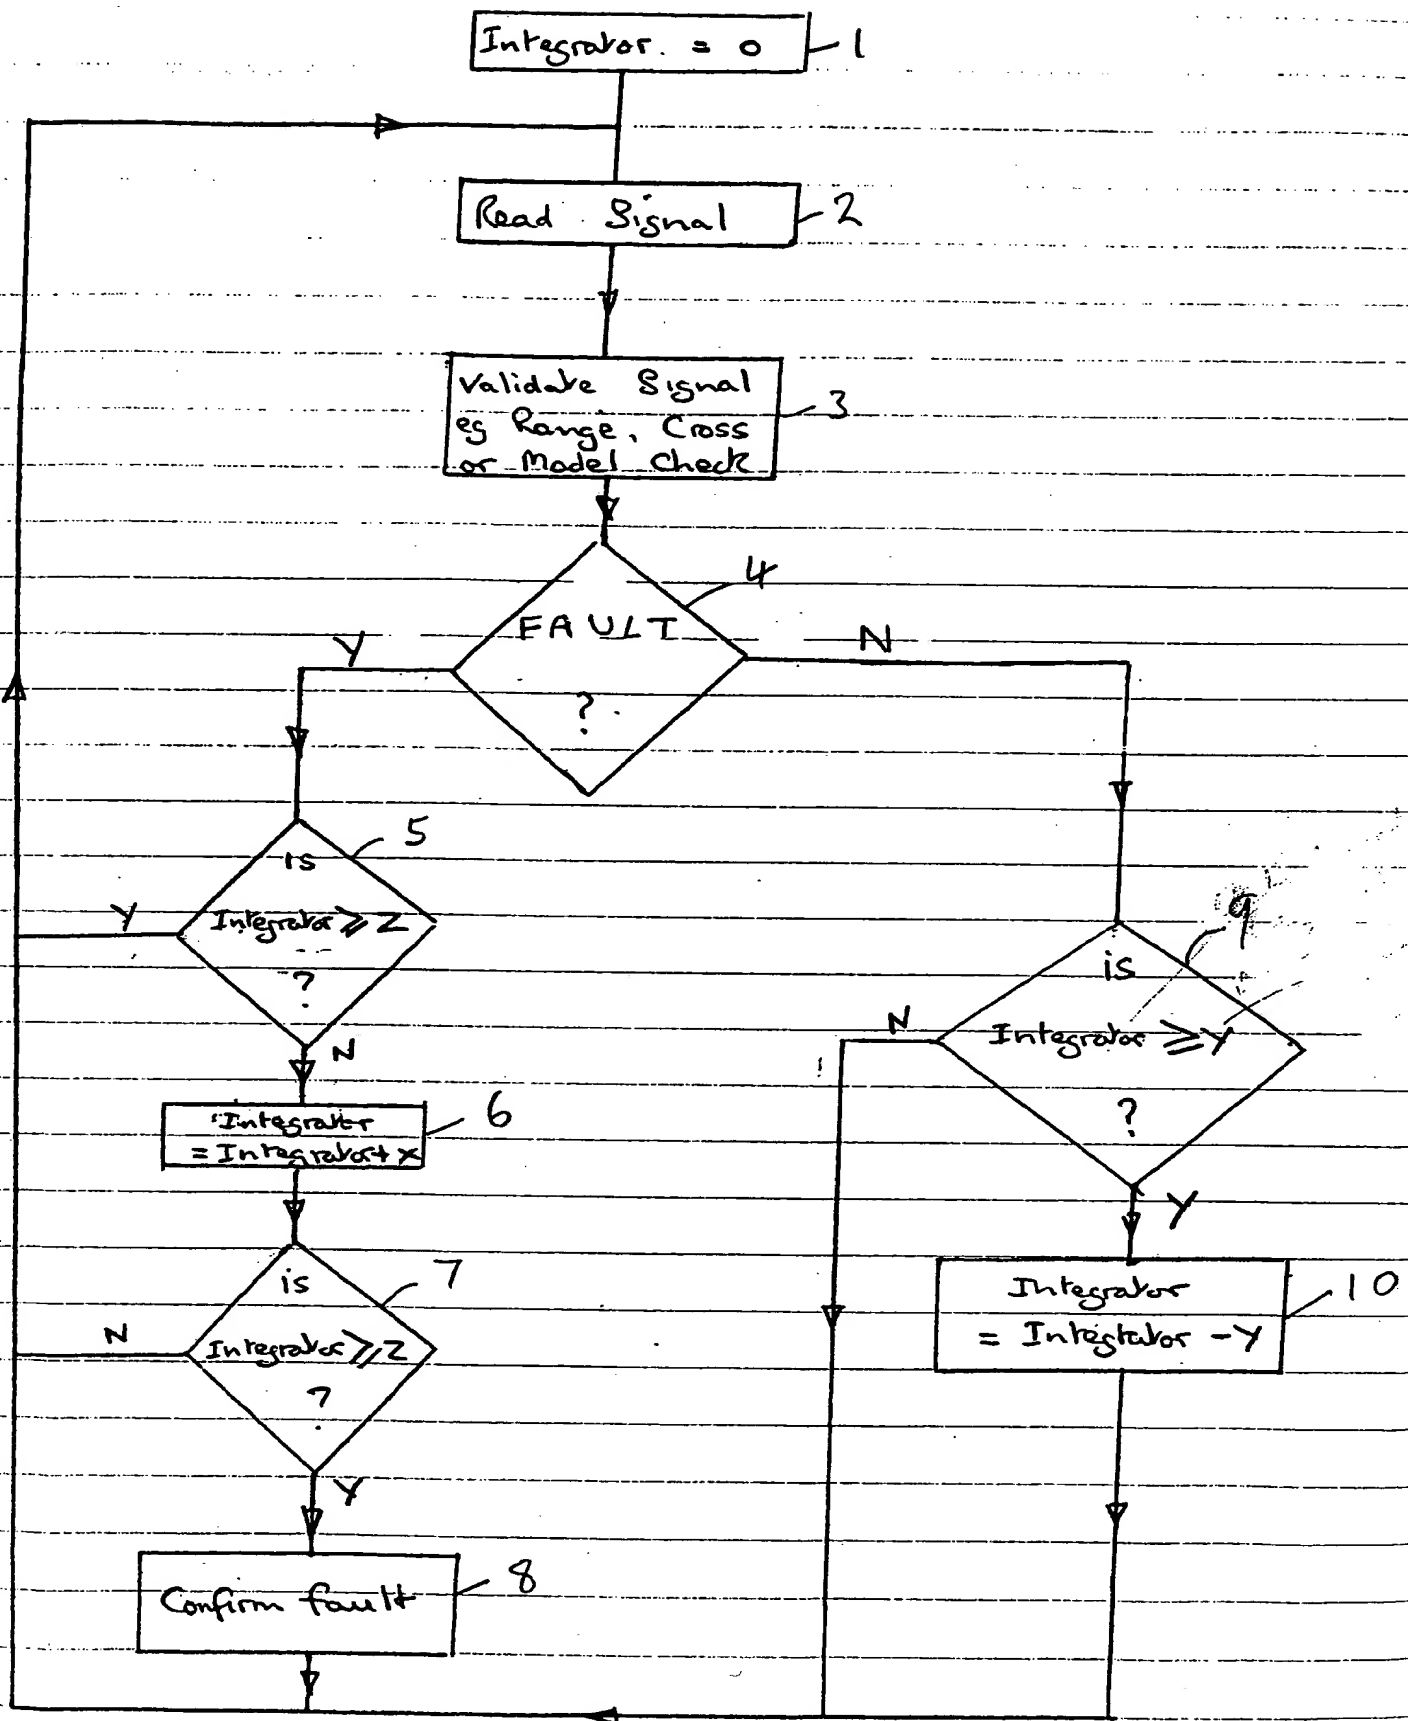 Integrator. = 0
1
Read Signal
2
Validate Signal
eg Range, Cross
or Model Check
3
FAULT
?
4
Y
N
is
Integrator ⩾ Z
?
5
Y
N
Integrator
= Integrator + x
6
is
Integrator ⩾ Z
?
7
N
Y
Confirm fault
8
is
Integrator ⩾ Y
?
9
N
Y
Integrator
= Integrator - Y
10